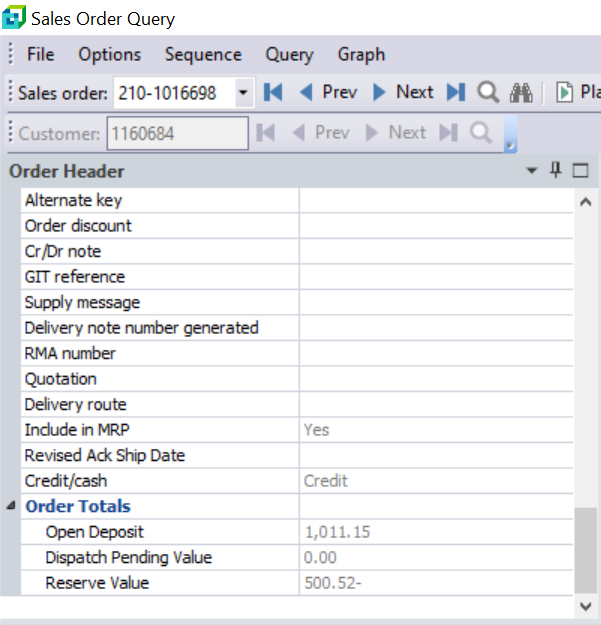 Sales Order Query
File Options Sequence Query Graph
Sales order: 210-1016698 Prev Next Pla
Customer: 1160684 Prev Next
Order Header
Alternate key
Order discount
Cr/Dr note
GIT reference
Supply message
Delivery note number generated
RMA number
Quotation
Delivery route
Include in MRP Yes
Revised Ack Ship Date
Credit/cash Credit
Order Totals
Open Deposit 1,011.15
Dispatch Pending Value 0.00
Reserve Value 500.52-